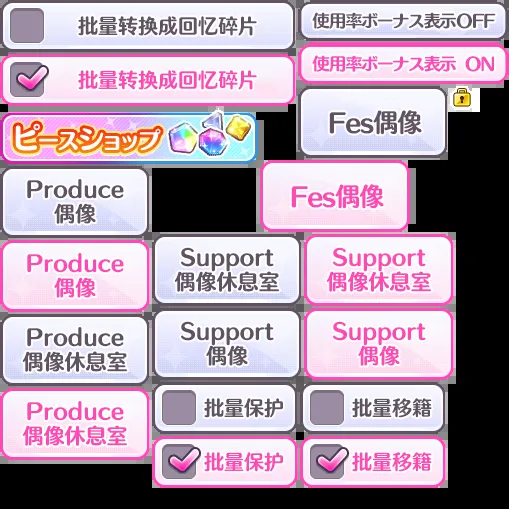 批量转换成回忆碎片
使用率ボーナス表示OFF
批量转换成回忆碎片
使用率ボーナス表示 ON
Fes偶像
ピースショップ
Produce
偶像
Fes偶像
Produce
偶像
Support
偶像休息室
Support
偶像休息室
Produce
偶像休息室
Support
偶像
Support
偶像
Produce
偶像休息室
批量保护
批量移籍
批量保护
批量移籍